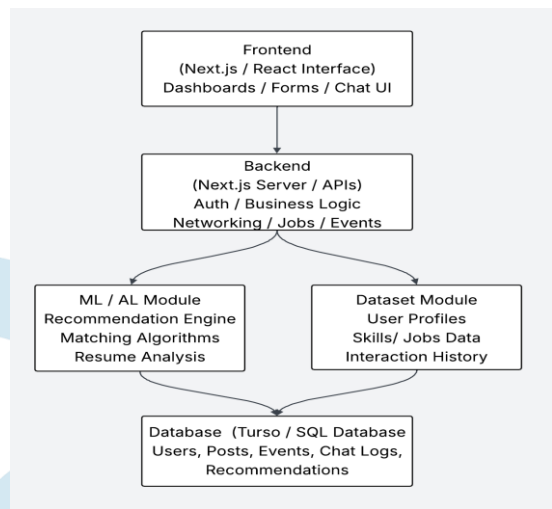 Frontend
(Next.js / React Interface)
Dashboards / Forms / Chat UI
Backend
(Next.js Server / APIs)
Auth / Business Logic
Networking / Jobs / Events
ML / AL Module
Recommendation Engine
Matching Algorithms
Resume Analysis
Dataset Module
User Profiles
Skills/ Jobs Data
Interaction History
Database (Turso / SQL Database
Users, Posts, Events, Chat Logs,
Recommendations